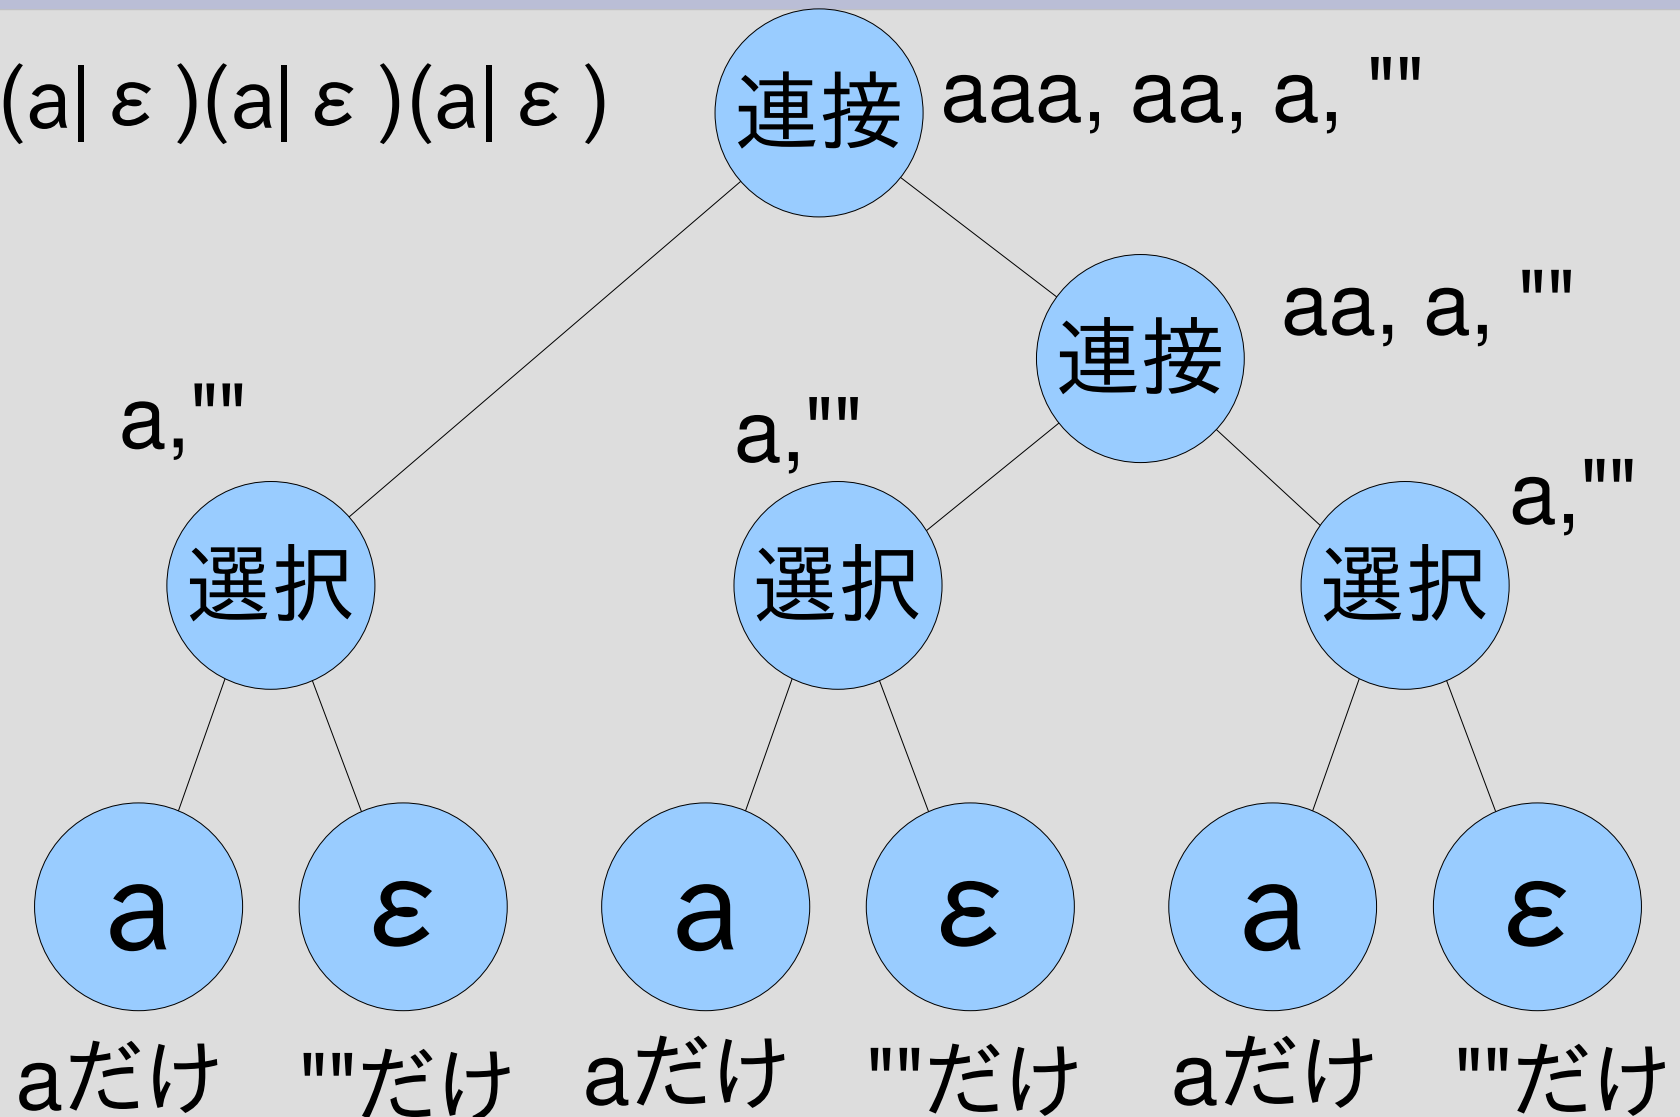 (a| ε )(a| ε )(a| ε )
連接
aaa, aa, a, ""
連接
aa, a, ""
a,""
a,""
a,""
選択
選択
選択
a
ε
a
ε
a
ε
aだけ
""だけ
aだけ
""だけ
aだけ
""だけ